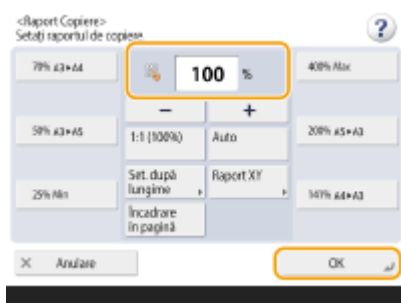 <Raport Copiere>
Setați raportul de copiere.
?
70% A3►A4
100 %
400% Max
- +
50% A3►A5
1:1 (100%)
Auto
200% A5►A3
25% Min
Set. după
lungime
Raport XY
141% A4►A3
Încadrare
în pagină
× Anulare
OK